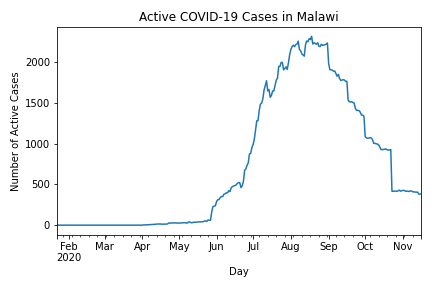 Active COVID-19 Cases in Malawi
Number of Active Cases
2000
1500
1000
500
0
Feb Mar Apr May Jun Jul Aug Sep Oct Nov
2020
Day